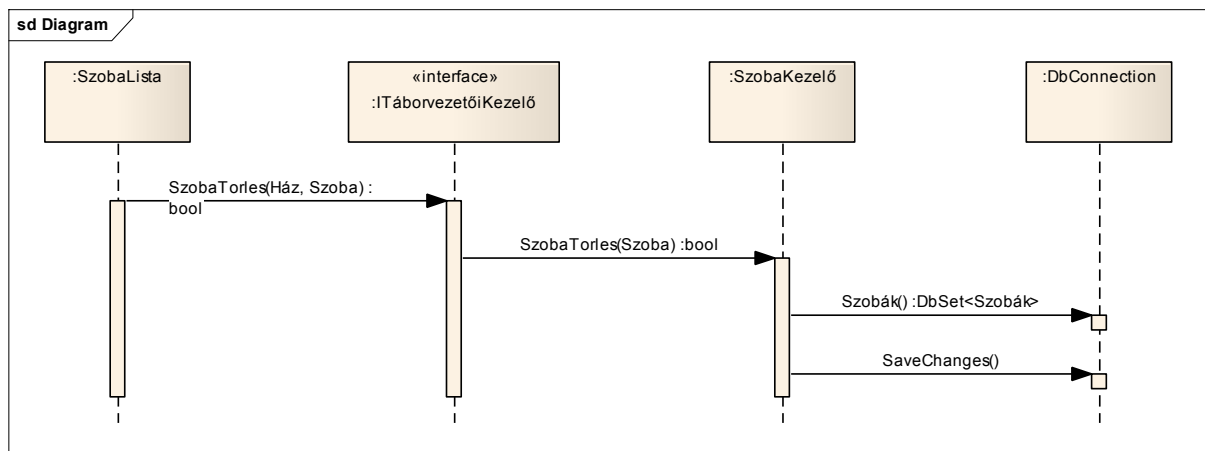 sd Diagram
:SzobaLista
«interface»
:ITáborvezetőiKezelő
:SzobaKezelő
:DbConnection
SzobaTorles(Ház, Szoba) :
bool
SzobaTorles(Szoba) :bool
Szobák() :DbSet<Szobák>
SaveChanges()